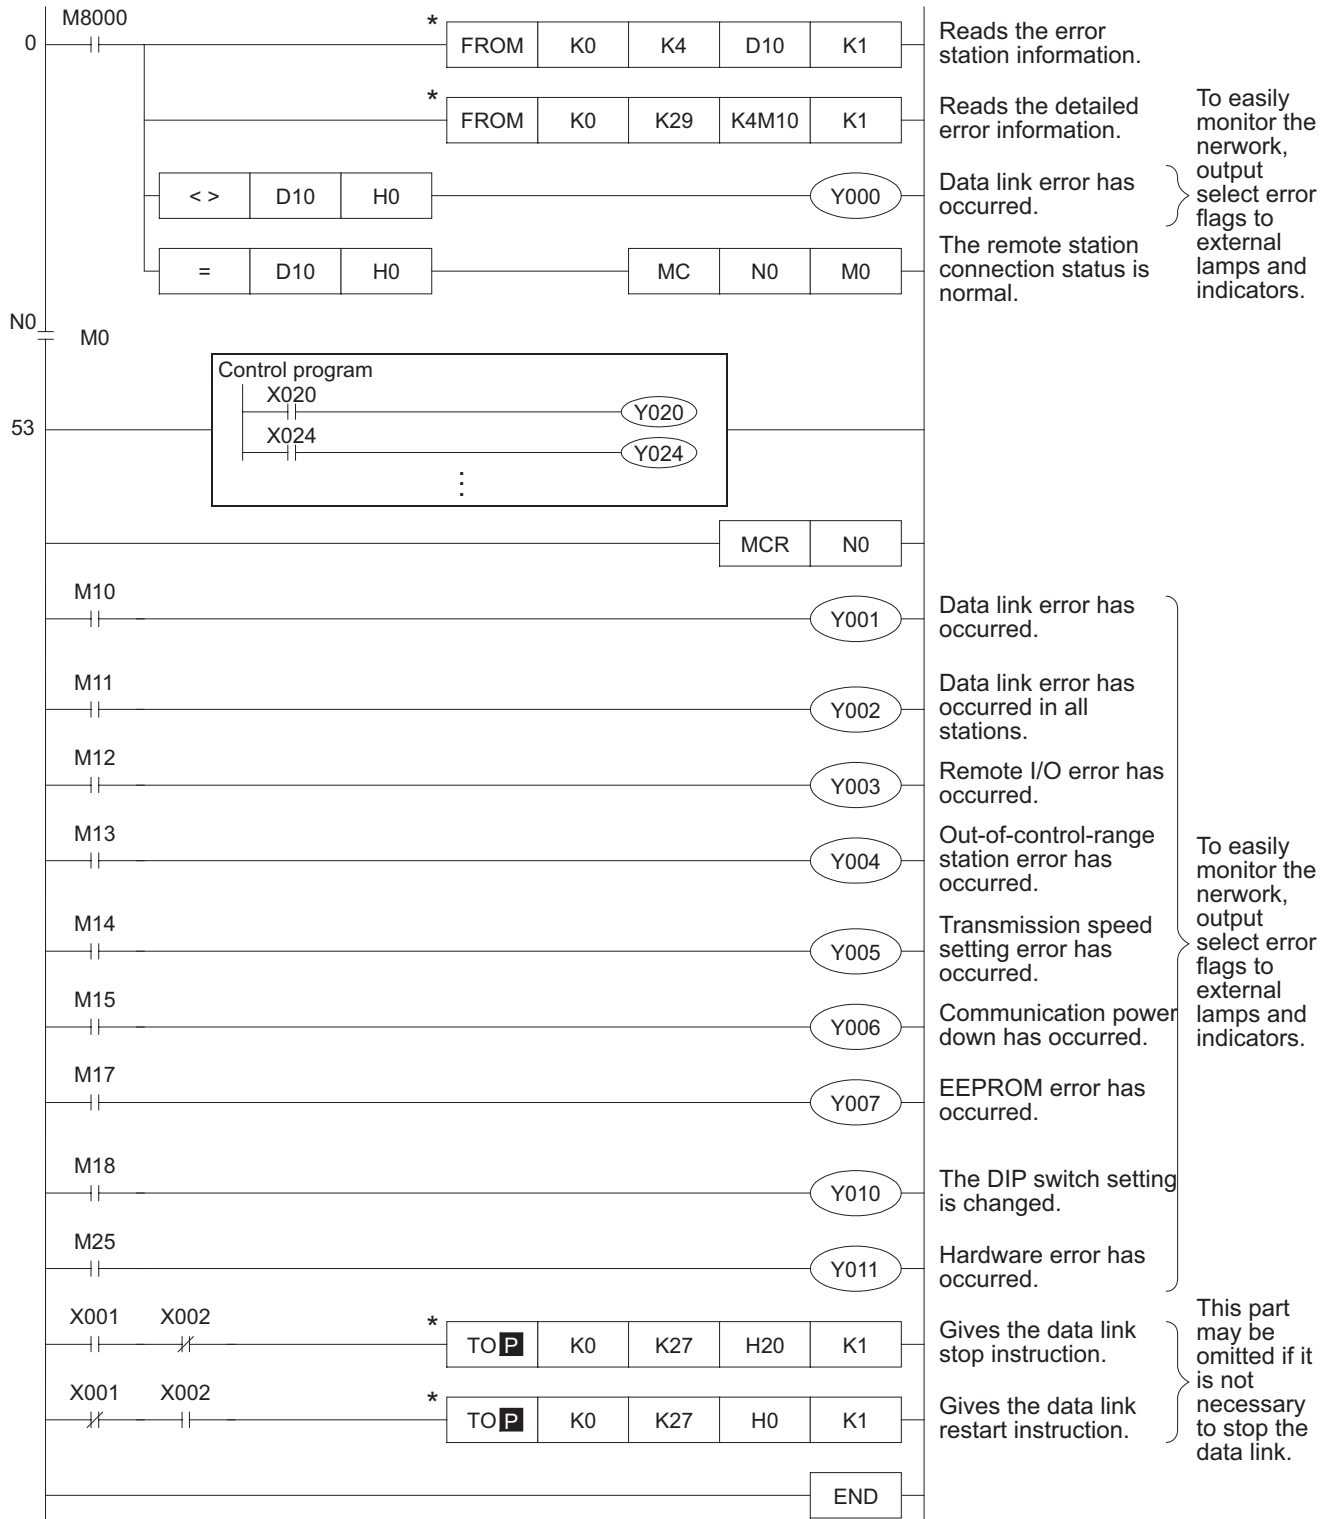 M8000
0
* FROM K0 K4 D10 K1
Reads the error
station information.
* FROM K0 K29 K4M10 K1
Reads the detailed
error information.
< > D10 H0
Y000
Data link error has
occurred.
= D10 H0
MC N0 M0
The remote station
connection status is
normal.
To easily
monitor the
nerwork,
output
select error
flags to
external
lamps and
indicators.
N0
M0
53
Control program
X020
Y020
X024
Y024
⋮
MCR N0
M10
Y001
Data link error has
occurred.
M11
Y002
Data link error has
occurred in all
stations.
M12
Y003
Remote I/O error has
occurred.
M13
Y004
Out-of-control-range
station error has
occurred.
M14
Y005
Transmission speed
setting error has
occurred.
M15
Y006
Communication power
down has occurred.
M17
Y007
EEPROM error has
occurred.
M18
Y010
The DIP switch setting
is changed.
M25
Y011
Hardware error has
occurred.
To easily
monitor the
nerwork,
output
select error
flags to
external
lamps and
indicators.
X001 X002
* TO P K0 K27 H20 K1
Gives the data link
stop instruction.
X001 X002
* TO P K0 K27 H0 K1
Gives the data link
restart instruction.
This part
may be
omitted if it
is not
necessary
to stop the
data link.
END